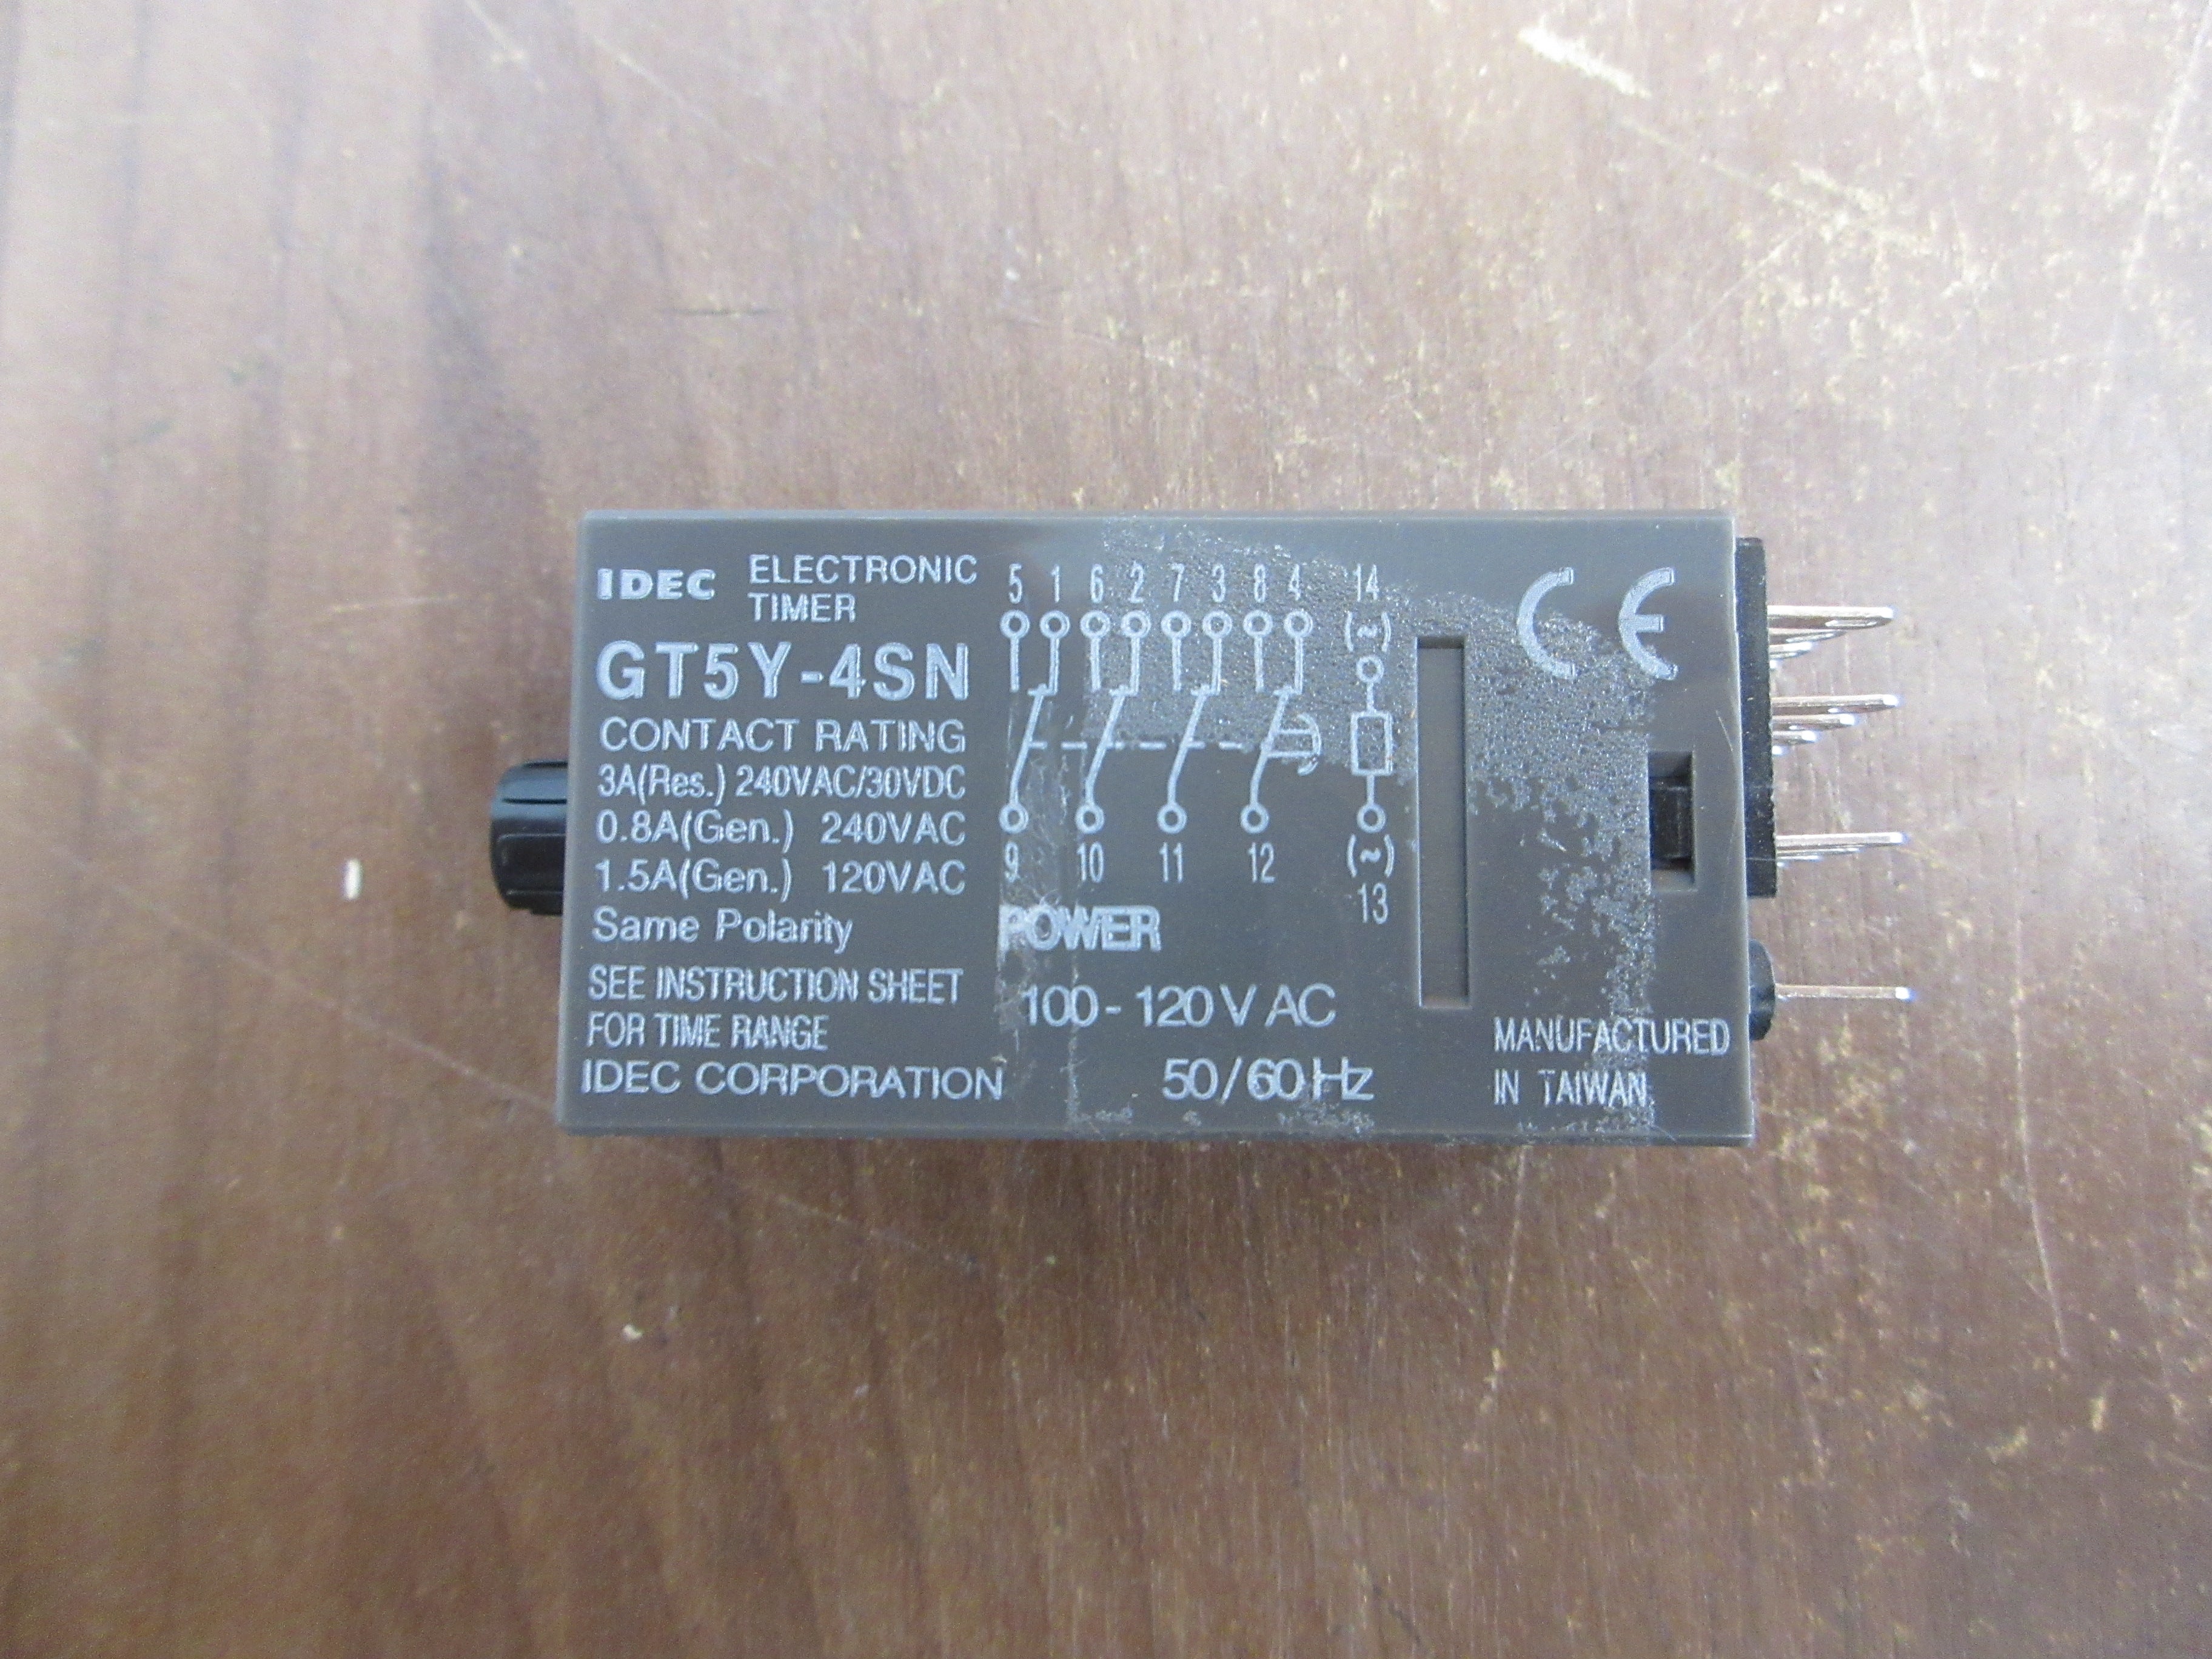 IDEC ELECTRONIC
TIMER
GT5Y-4SN
CONTACT RATING
3A(Res.) 240VAC/30VDC
0.8A(Gen.) 240VAC
1.5A(Gen.) 120VAC
Same Polarity
SEE INSTRUCTION SHEET
FOR TIME RANGE
IDEC CORPORATION
5 1 6 2 7 3 8 4 14
(~)
9 10 11 12 (~)
13
POWER
100-120V AC
50/60Hz
CE
MANUFACTURED
IN TAIWAN